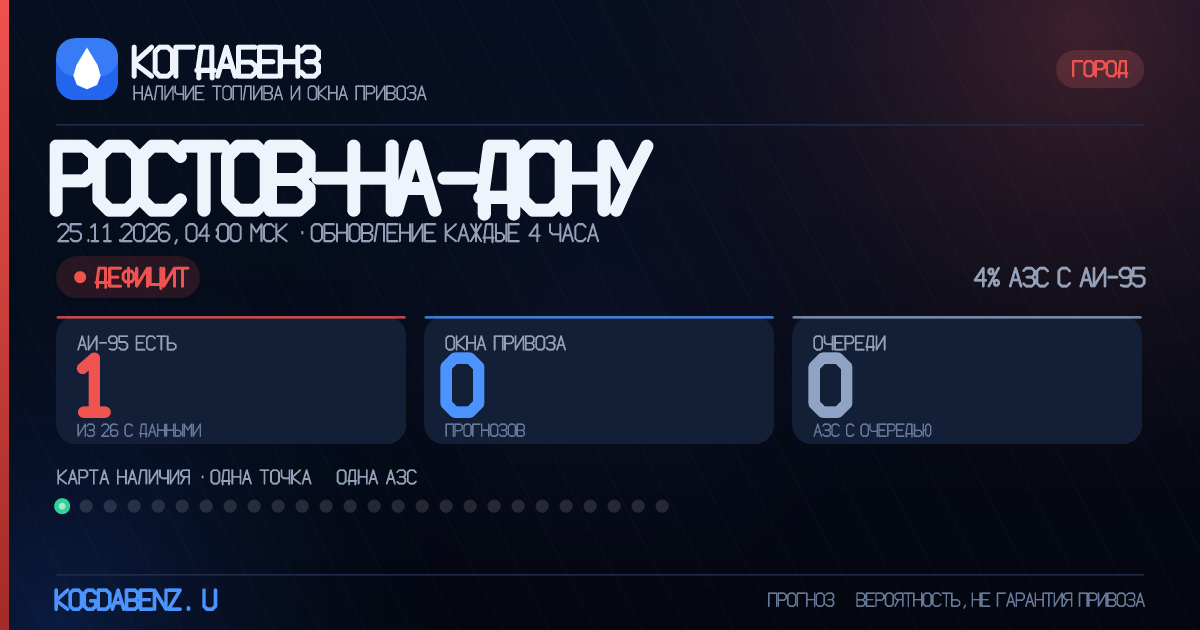 КОГДАБЕНЗ
НАЛИЧИЕ ТОПЛИВА И ОКНА ПРИВОЗА
ГОРОД
РОСТОВ-НА-ДОНУ
25.11.2026, 04:00 МСК · ОБНОВЛЕНИЕ КАЖДЫЕ 4 ЧАСА
ДЕФИЦИТ
4% АЗС С АИ-95
АИ-95 ЕСТЬ
1
ИЗ 26 С ДАННЫМИ
ОКНА ПРИВОЗА
0
ПРОГНОЗОВ
ОЧЕРЕДИ
0
АЗС С ОЧЕРЕДЬЮ
КАРТА НАЛИЧИЯ · ОДНА ТОЧКА ОДНА АЗС
KOGDABENZ. U
ПРОГНОЗ ВЕРОЯТНОСТЬ, НЕ ГАРАНТИЯ ПРИВОЗА